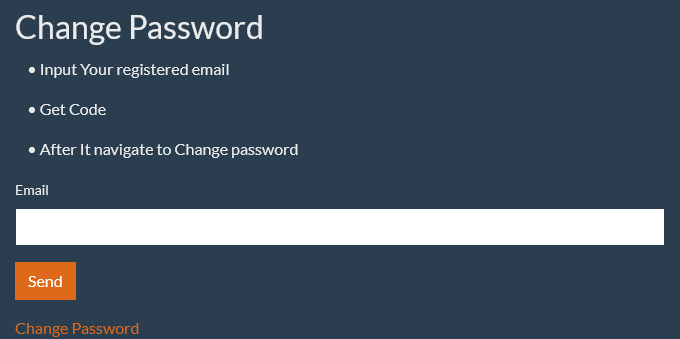 Change Password
• Input Your registered email
• Get Code
• After It navigate to Change password
Email
Send
Change Password